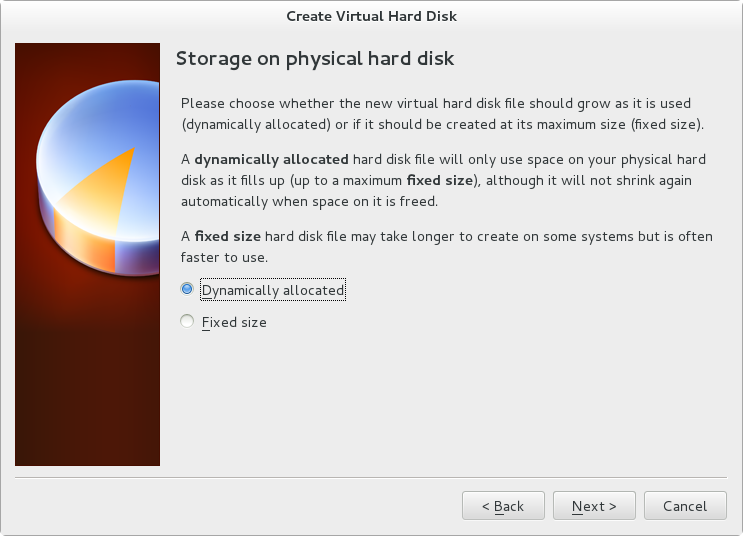 Create Virtual Hard Disk
Storage on physical hard disk
Please choose whether the new virtual hard disk file should grow as it is used
(dynamically allocated) or if it should be created at its maximum size (fixed size).
A dynamically allocated hard disk file will only use space on your physical hard
disk as it fills up (up to a maximum fixed size), although it will not shrink again
automatically when space on it is freed.
A fixed size hard disk file may take longer to create on some systems but is often
faster to use.
Dynamically allocated
Fixed size
< Back
Next >
Cancel